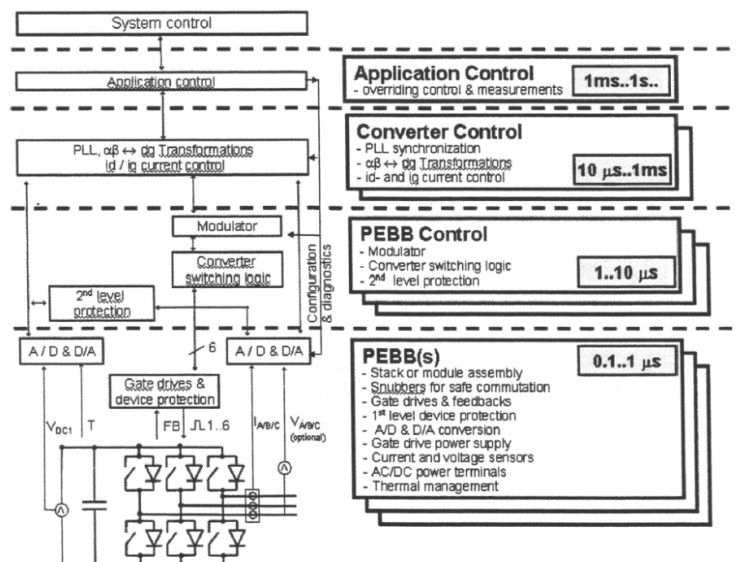 System control
Application control
PLL, αβ ↔ dq Transformations
id / iq current control
Modulator
Converter
switching logic
2nd level
protection
Configuration
& diagnostics
6
A / D & D/A
A / D & D/A
Gate drives &
device protection
VDC1
T
FB
1..6
IA/B/C
VA/B/C
(optional)
Application Control
- overriding control & measurements
1ms..1s..
Converter Control
- PLL synchronization
- αβ ↔ dq Transformations
- id- and iq current control
10 µs..1ms
PEBB Control
- Modulator
- Converter switching logic
- 2nd level protection
1..10 µs
PEBB(s)
- Stack or module assembly
- Snubbers for safe commutation
- Gate drives & feedbacks
- 1st level device protection
- A/D & D/A conversion
- Gate drive power supply
- Current and voltage sensors
- AC/DC power terminals
- Thermal management
0.1..1 µs